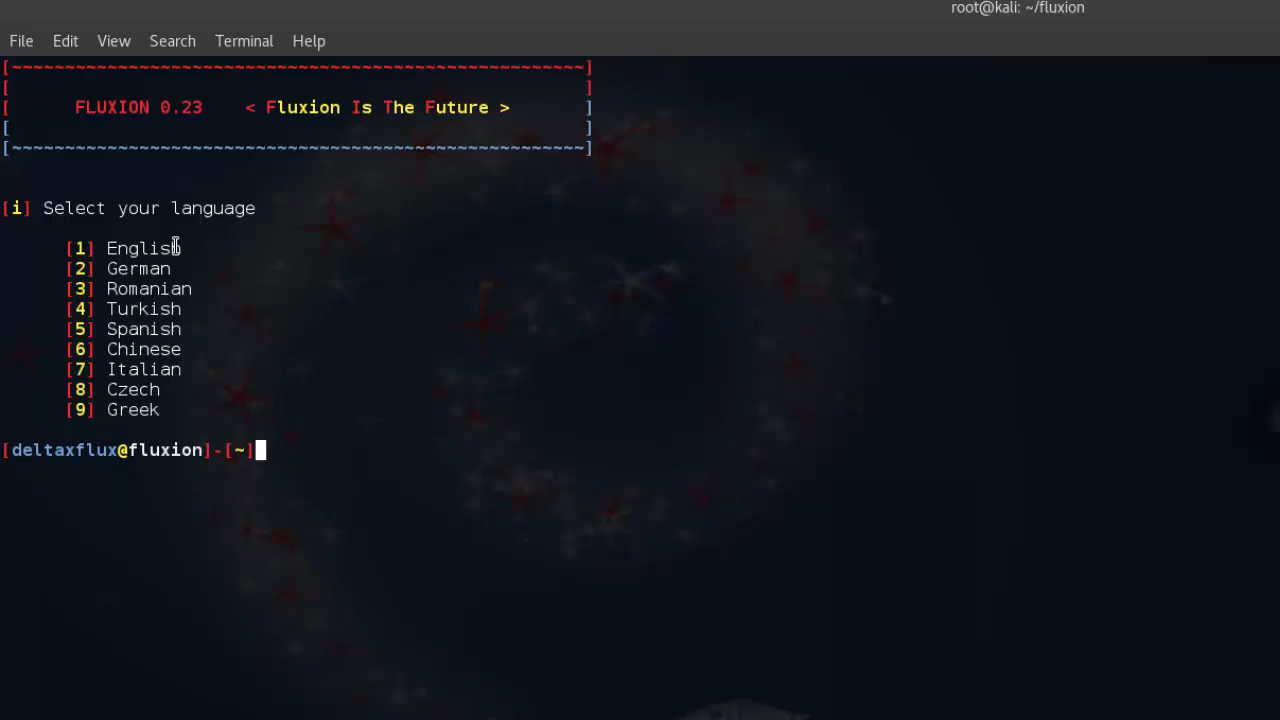 root@kali: ~/fluxion
File Edit View Search Terminal Help
[~~~~~~~~~~~~~~~~~~~~~~~~~~~~~~~~~~~~~~~~~~~~~~~~~~~~~~]
[ ]
[ FLUXION 0.23 < Fluxion Is The Future > ]
[ ]
[~~~~~~~~~~~~~~~~~~~~~~~~~~~~~~~~~~~~~~~~~~~~~~~~~~~~~~]
[i] Select your language
[1] English
[2] German
[3] Romanian
[4] Turkish
[5] Spanish
[6] Chinese
[7] Italian
[8] Czech
[9] Greek
[deltaxflux@fluxion]-[~]